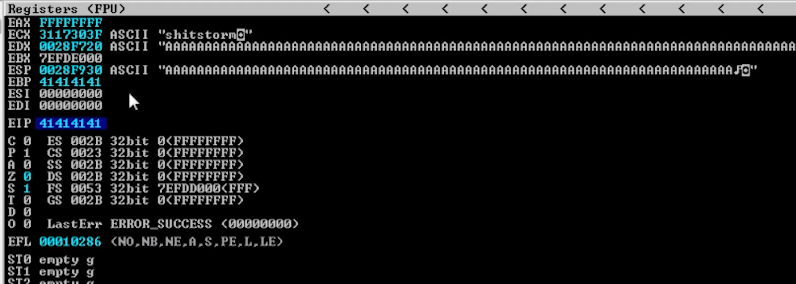 Registers (FPU) < < < < < < < < < < < <
EAX FFFFFFFF
ECX 3117303F ASCII "shitstorm"
EDX 0028F720 ASCII "AAAAAAAAAAAAAAAAAAAAAAAAAAAAAAAAAAAAAAAAAAAAAAAAAAAAAAAAAAAAAAAAAAAAAAAAAAAAAAAAAAAAAAAAAAA
EBX 7EFDE000
ESP 0028F930 ASCII "AAAAAAAAAAAAAAAAAAAAAAAAAAAAAAAAAAAAAAAAAAAAAAAAAAAAAAAAAAAAAAAAAAAAAAAAAAAAAAAAAA♪"
EBP 41414141
ESI 00000000
EDI 00000000
EIP 41414141
C 0 ES 002B 32bit 0(FFFFFFFF)
P 1 CS 0023 32bit 0(FFFFFFFF)
A 0 SS 002B 32bit 0(FFFFFFFF)
Z 0 DS 002B 32bit 0(FFFFFFFF)
S 1 FS 0053 32bit 7EFDD000(FFF)
T 0 GS 002B 32bit 0(FFFFFFFF)
D 0
O 0 LastErr ERROR_SUCCESS (00000000)
EFL 00010286 (NO,NB,NE,A,S,PE,L,LE)
ST0 empty g
ST1 empty g
ST2 empty g